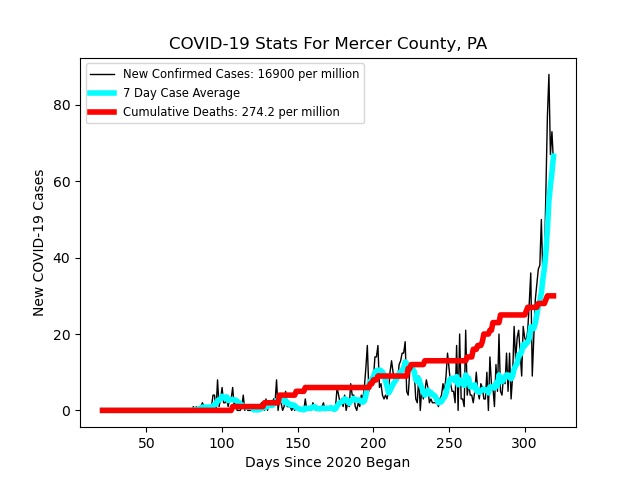 COVID-19 Stats For Mercer County, PA
New Confirmed Cases: 16900 per million
7 Day Case Average
Cumulative Deaths: 274.2 per million
New COVID-19 Cases
80
60
40
20
0
50 100 150 200 250 300
Days Since 2020 Began